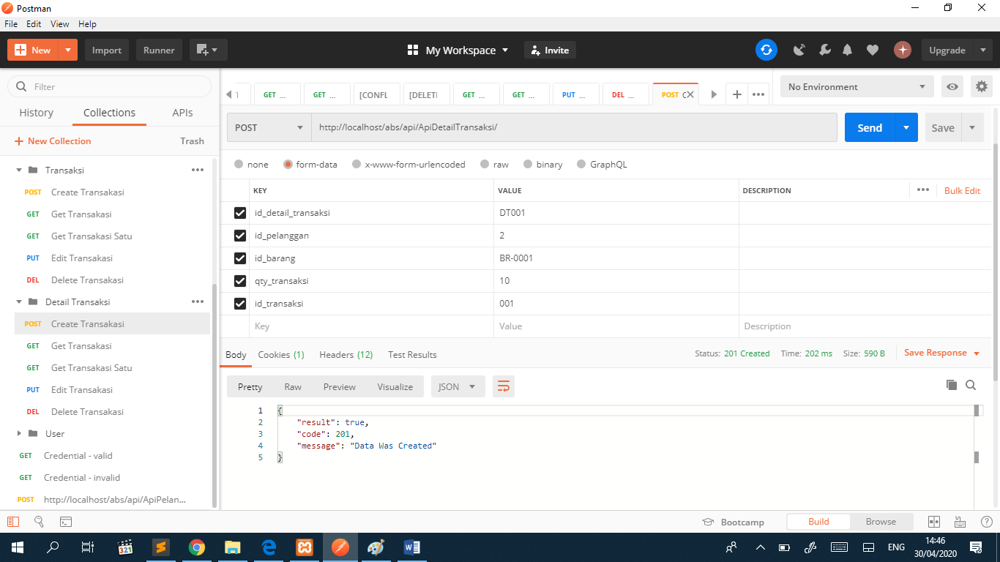 Postman
File Edit View Help
New Import Runner My Workspace Invite Upgrade
Filter
History Collections APIs
New Collection Trash
Transaksi
POST Create Transakasi
GET Get Transakasi
GET Get Transakasi Satu
PUT Edit Transakasi
DEL Delete Transakasi
Detail Transaksi
POST Create Transakasi
GET Get Transakasi
GET Get Transakasi Satu
PUT Edit Transakasi
DEL Delete Transakasi
User
GET Credential - valid
GET Credential - invalid
POST http://localhost/abs/api/ApiPelan...
GET ... GET ... [CONFL [DELETI GET ... GET ... PUT ... DEL ... POST
No Environment
POST http://localhost/abs/api/ApiDetailTransaksi/ Send Save
none form-data x-www-form-urlencoded raw binary GraphQL
KEY VALUE DESCRIPTION Bulk Edit
id_detail_transaksi DT001
id_pelanggan 2
id_barang BR-0001
qty_transaksi 10
id_transaksi 001
Key Value Description
Body Cookies (1) Headers (12) Test Results Status: 201 Created Time: 202 ms Size: 590 B Save Response
Pretty Raw Preview Visualize JSON
1 {
2 "result": true,
3 "code": 201,
4 "message": "Data Was Created"
5 }
Bootcamp Build Browse
321
ENG
14:46
30/04/2020